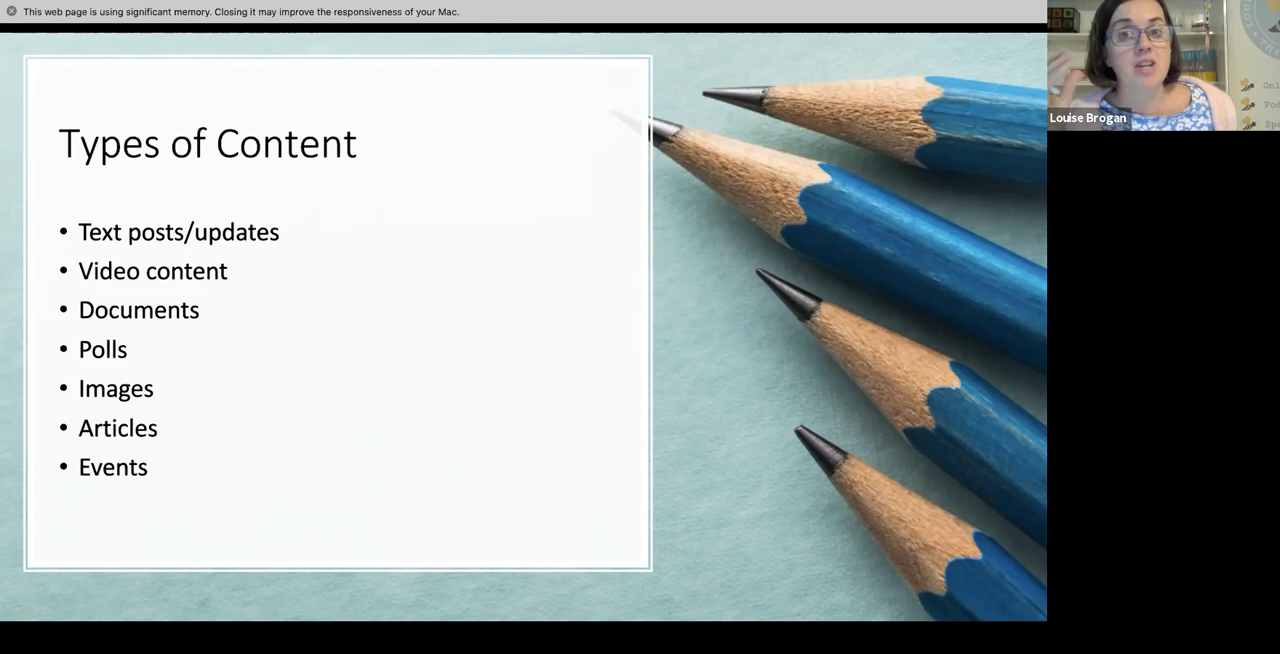 This web page is using significant memory. Closing it may improve the responsiveness of your Mac.
Types of Content
• Text posts/updates
• Video content
• Documents
• Polls
• Images
• Articles
• Events
Louise Brogan